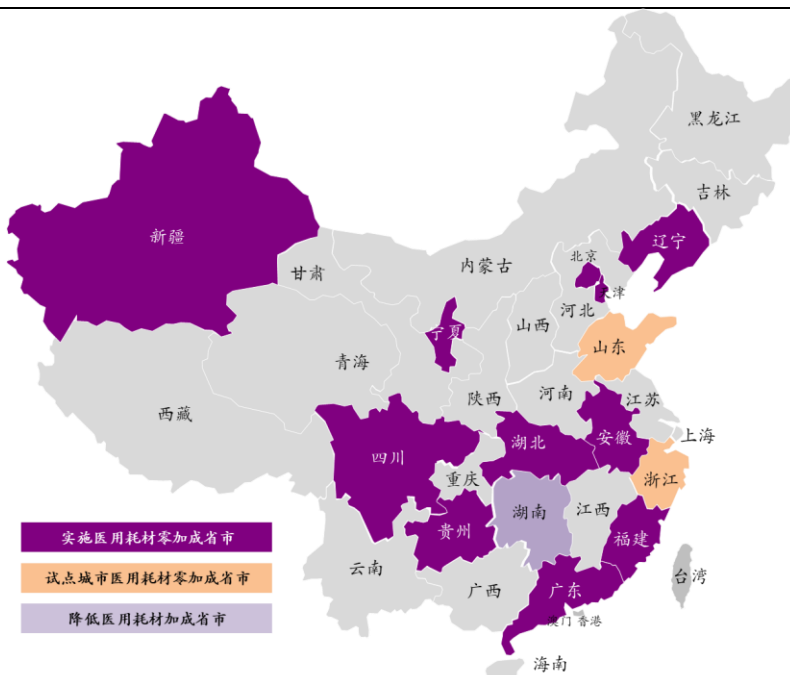 黑龙江
吉林
辽宁
新疆
内蒙古
北京
天津
甘肃
河北
山西
宁夏
山东
青海
陕西
河南
江苏
西藏
上海
安徽
湖北
四川
重庆
浙江
湖南
江西
贵州
福建
云南
广西
广东
台湾
澳门 香港
海南
实施医用耗材零加成省市
试点城市医用耗材零加成省市
降低医用耗材加成省市